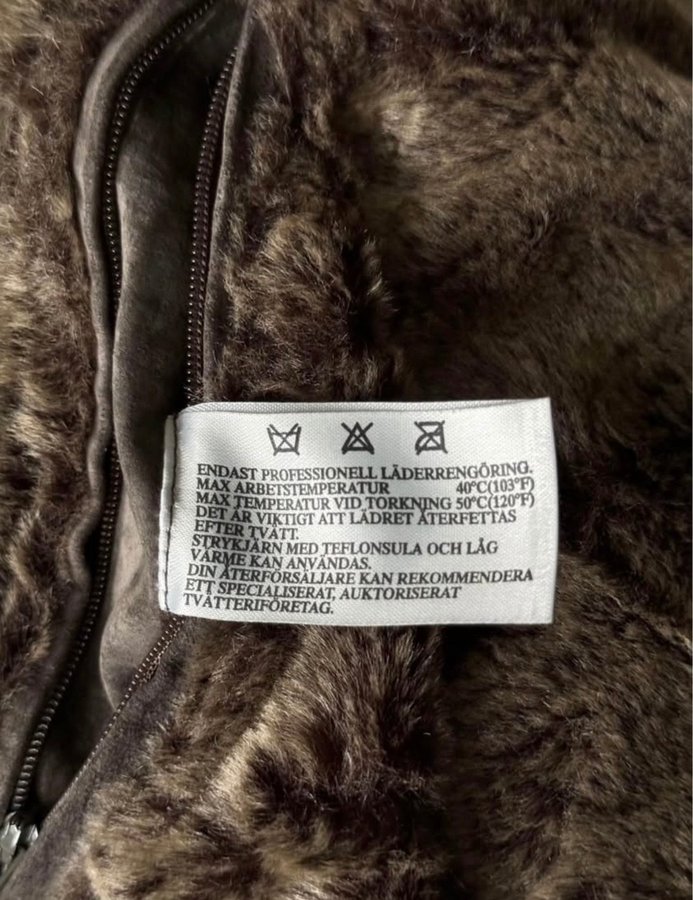 ENDAST PROFESSIONELL LÄDERRENGÖRING.
MAX ARBETSTEMPERATUR 40°C(103°F)
MAX TEMPERATUR VID TORKNING 50°C(120°F)
DET ÄR VIKTIGT ATT LÄDRET ÅTERFETTAS
EFTER TVÄTT.
STRYKJÄRN MED TEFLONSULA OCH LÅG
VÄRME KAN ANVÄNDAS.
DIN ÅTERFÖRSÄLJARE KAN REKOMMENDERA
ETT SPECIALISERAT, AUKTORISERAT
TVÄTTERIFÖRETAG.